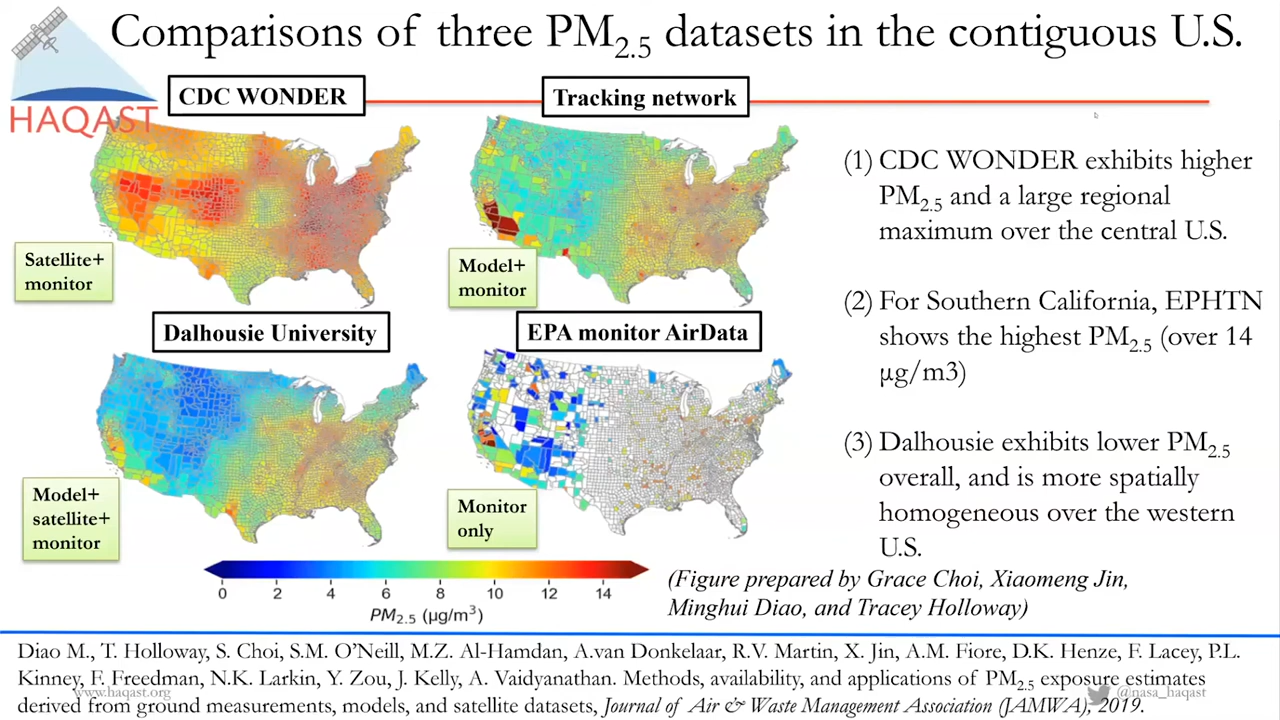 Comparisons of three PM2.5 datasets in the contiguous U.S.
HAQAST
CDC WONDER
Tracking network
Satellite+
monitor
Model+
monitor
Dalhousie University
EPA monitor AirData
Model+
satellite+
monitor
Monitor
only
0 2 4 6 8 10 12 14
PM2.5 (μg/m3)
(1) CDC WONDER exhibits higher
PM2.5 and a large regional
maximum over the central U.S.
(2) For Southern California, EPHTN
shows the highest PM2.5 (over 14
μg/m3)
(3) Dalhousie exhibits lower PM2.5
overall, and is more spatially
homogeneous over the western
U.S.
(Figure prepared by Grace Choi, Xiaomeng Jin,
Minghui Diao, and Tracey Holloway)
Diao M., T. Holloway, S. Choi, S.M. O'Neill, M.Z. Al-Hamdan, A.van Donkelaar, R.V. Martin, X. Jin, A.M. Fiore, D.K. Henze, F. Lacey, P.L.
Kinney, F. Freedman, N.K. Larkin, Y. Zou, J. Kelly, A. Vaidyanathan. Methods, availability, and applications of PM2.5 exposure estimates
derived from ground measurements, models, and satellite datasets, Journal of Air & Waste Management Association (JAMWA), 2019.
www.haqast.org
@nasa_haqast